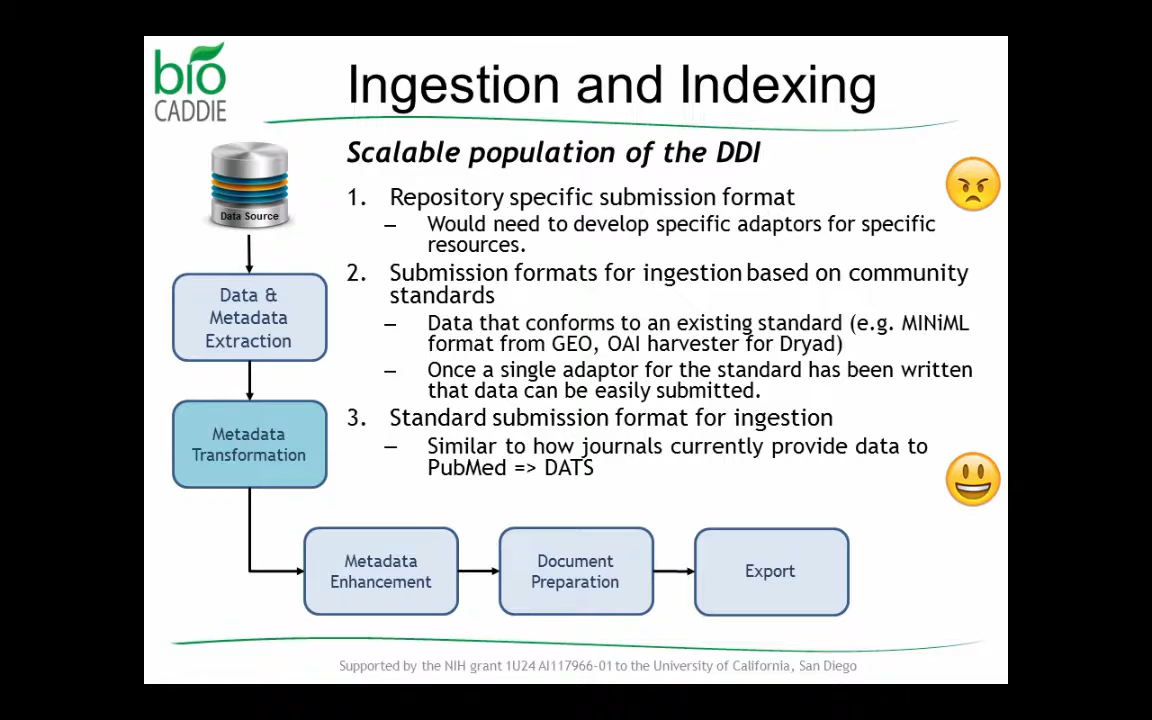 bio
CADDIE
Ingestion and Indexing
Scalable population of the DDI
Data Source
Data &
Metadata
Extraction
Metadata
Transformation
1. Repository specific submission format
– Would need to develop specific adaptors for specific
resources.
2. Submission formats for ingestion based on community
standards
– Data that conforms to an existing standard (e.g. MINiML
format from GEO, OAI harvester for Dryad)
– Once a single adaptor for the standard has been written
that data can be easily submitted.
3. Standard submission format for ingestion
– Similar to how journals currently provide data to
PubMed => DATS
Metadata
Enhancement
Document
Preparation
Export
Supported by the NIH grant 1U24 AI117966-01 to the University of California, San Diego